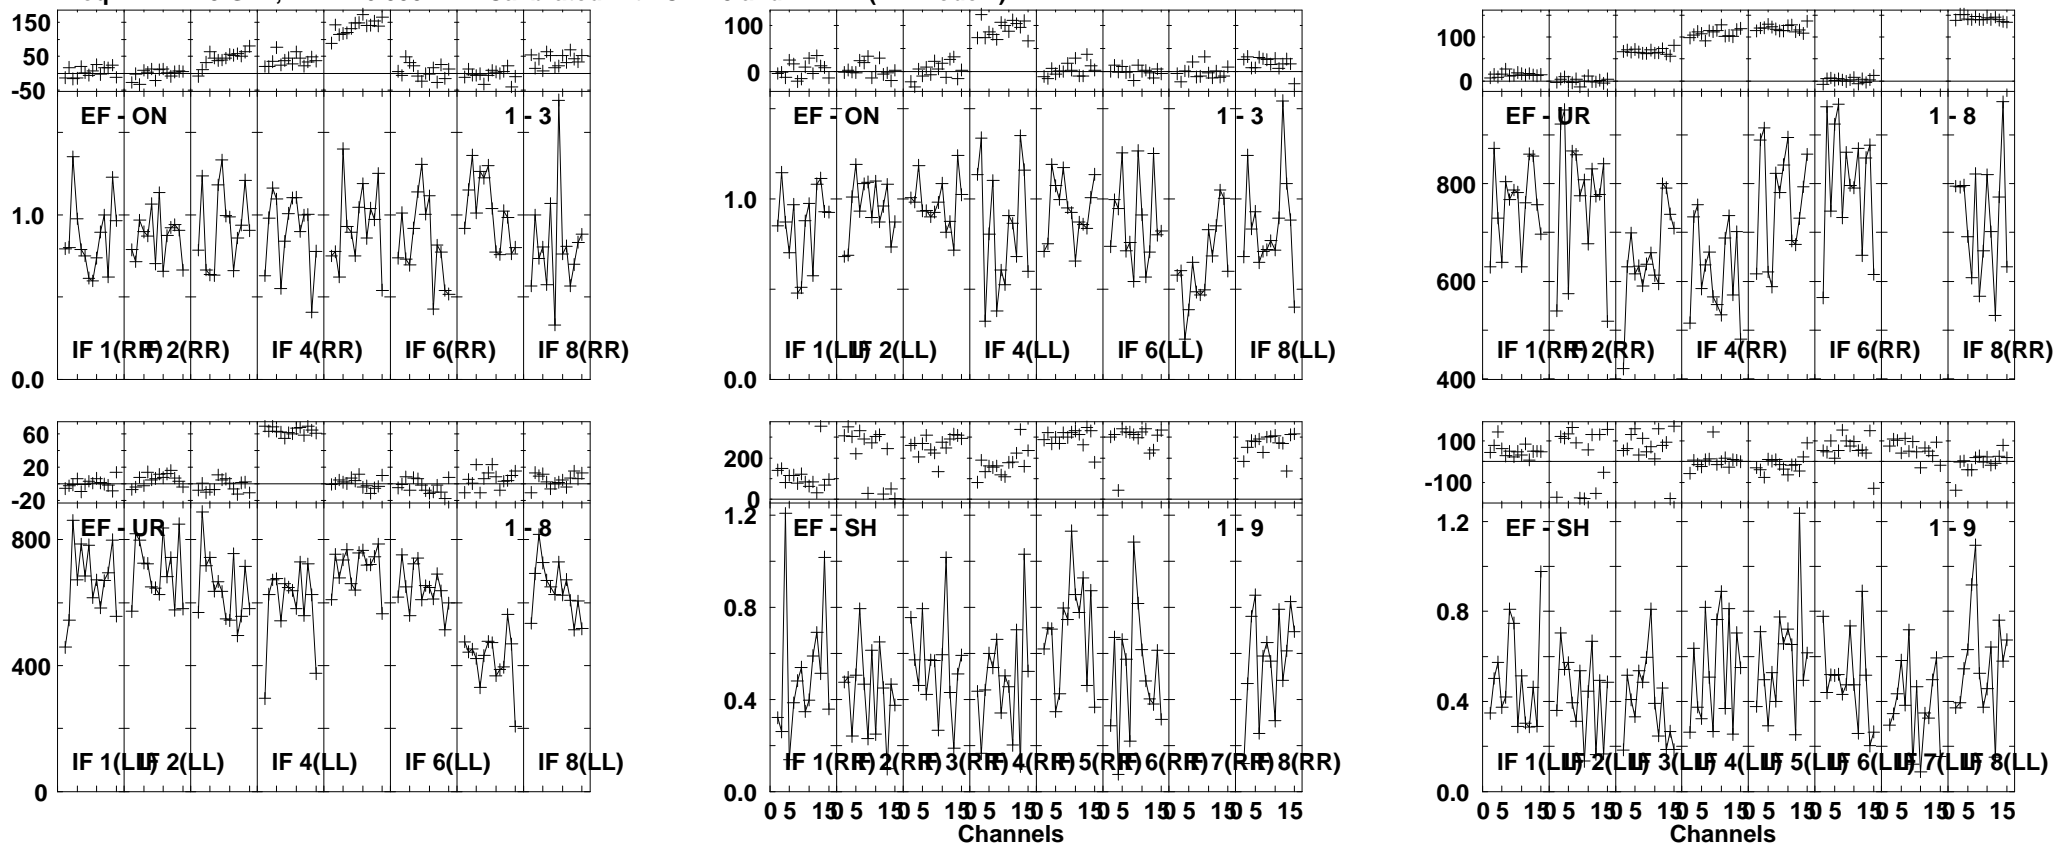 150
50
-50
EF - ON
1 - 3
1.0
IF 1(RR)
IF 2(RR)
IF 4(RR)
IF 6(RR)
IF 8(RR)
0.0
100
0
EF - ON
1 - 3
1.0
IF 1(LL)
IF 2(LL)
IF 4(LL)
IF 6(LL)
IF 8(LL)
0.0
100
0
EF - UR
1 - 8
800
600
IF 1(RR)
IF 2(RR)
IF 4(RR)
IF 6(RR)
IF 8(RR)
400
60
20
-20
EF - UR
1 - 8
800
400
IF 1(LL)
IF 2(LL)
IF 4(LL)
IF 6(LL)
IF 8(LL)
0
200
0
1.2
EF - SH
1 - 9
0.8
0.4
IF 1(RR)
IF 2(RR)
IF 3(RR)
IF 4(RR)
IF 5(RR)
IF 6(RR)
IF 7(RR)
IF 8(RR)
0.0
0 5 15 0 5 15 0 5 15 0 5 15 0 5 15 0 5 15 0 5 15 0 5 15
Channels
100
-100
1.2
EF - SH
1 - 9
0.8
0.4
IF 1(LL)
IF 2(LL)
IF 3(LL)
IF 4(LL)
IF 5(LL)
IF 6(LL)
IF 7(LL)
IF 8(LL)
0.0
0 5 15 0 5 15 0 5 15 0 5 15 0 5 15 0 5 15 0 5 15 0 5 15
Channels